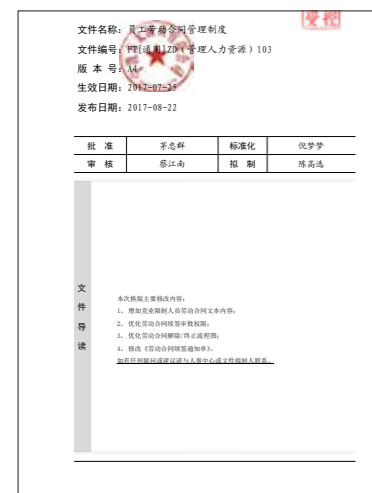 受控
文件名称：员工劳动合同管理制度
文件编号：FT[通用]ZD（管理人力资源）103
版 本 号：A4
生效日期：2017-07-25
发布日期：2017-08-22
批 准 茅忠群 标准化 倪梦梦
审 核 蔡江南 拟 制 陈高选
文件导读
本次换版主要修改内容：
1、 增加竞业限制人员劳动合同文本内容；
2、 优化劳动合同续签审批权限；
3、 优化劳动合同解除/终止流程图；
4、 修改《劳动合同续签通知单》。
如有任何疑问或建议请与人事中心或文件编制人联系。